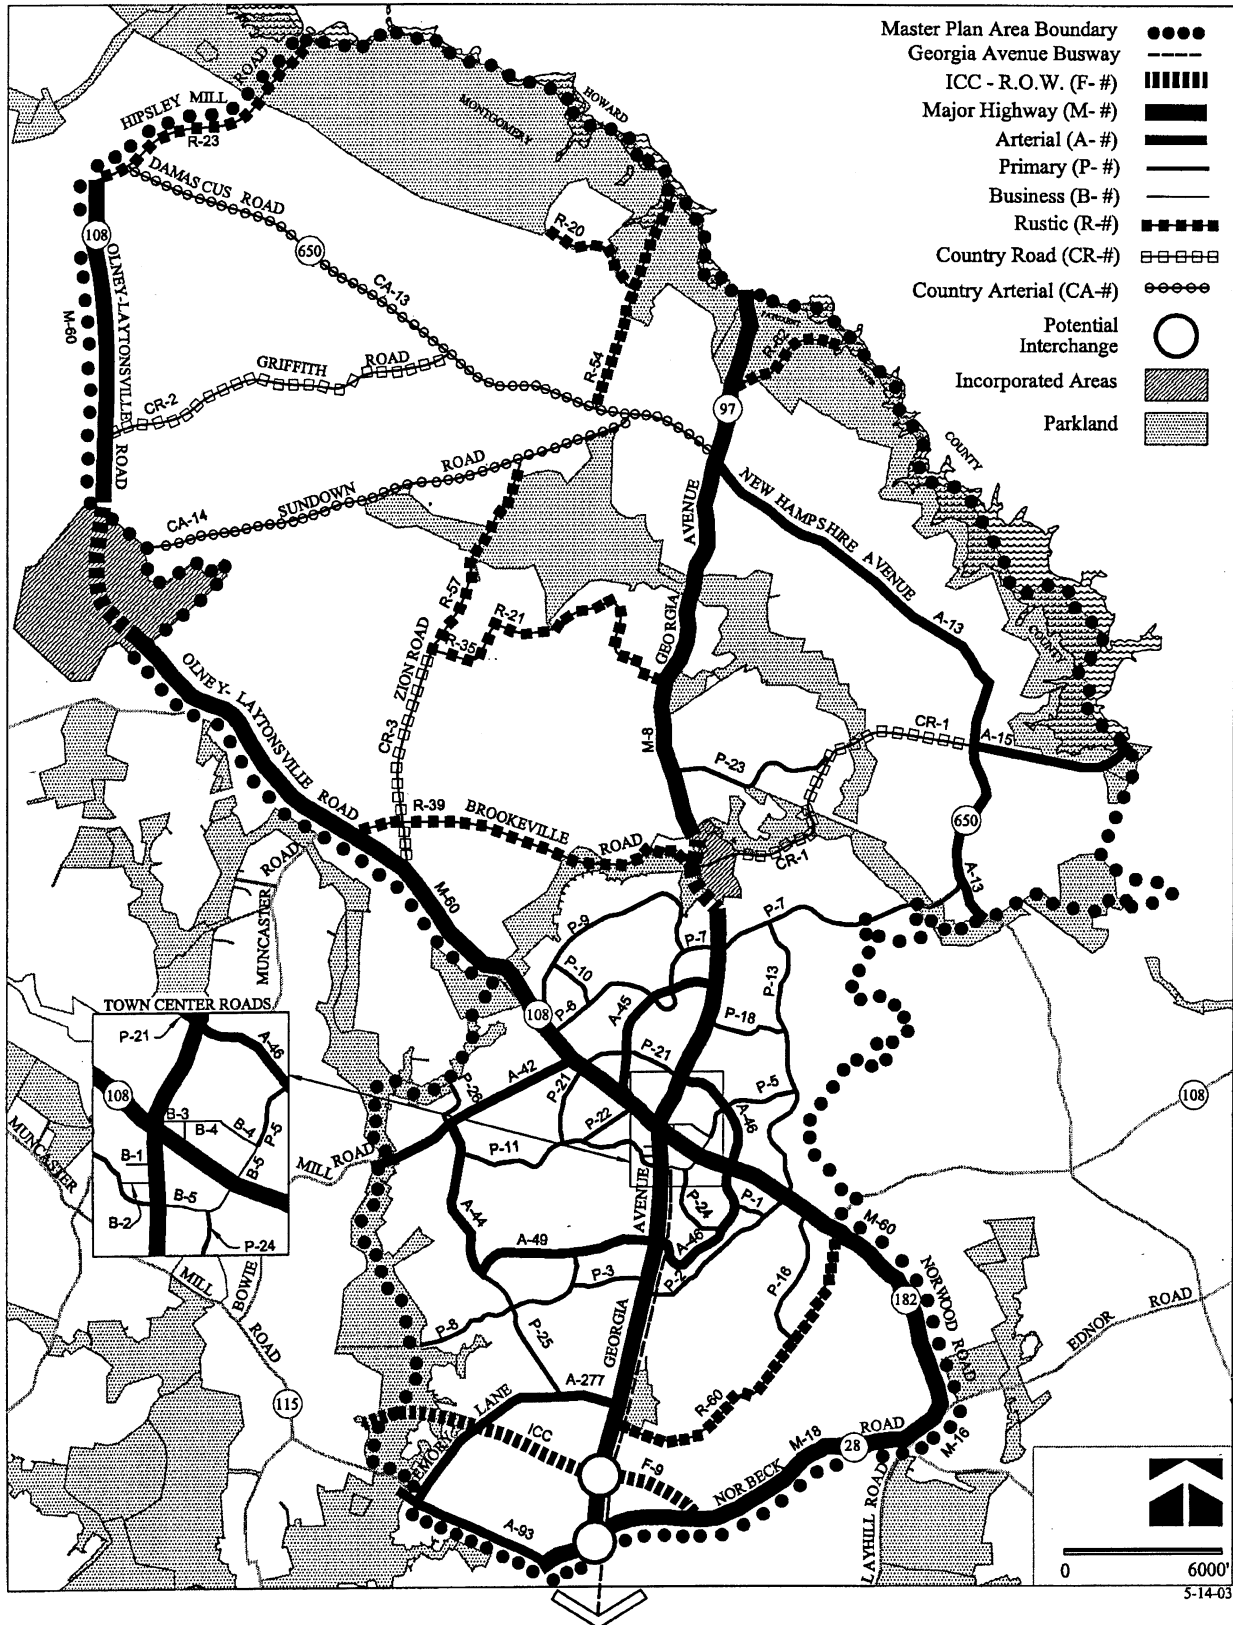 Master Plan Area Boundary
Georgia Avenue Busway
ICC - R.O.W. (F- #)
Major Highway (M- #)
Arterial (A- #)
Primary (P- #)
Business (B- #)
Rustic (R-#)
Country Road (CR-#)
Country Arterial (CA-#)
Potential
Interchange
Incorporated Areas
Parkland
HIPSLEY MILL ROAD
R-23
HOWARD
MONTGOMERY
DAMASCUS ROAD
650
108
R-20
CA-13
OLNEY-LAYTONSVILLE ROAD
M-60
GRIFFITH ROAD
CR-2
R-54
R-62
97
COUNTY
SUNDOWN ROAD
CA-14
AVENUE
NEW HAMPSHIRE AVENUE
R-57
R-21
R-35
GEORGIA
A-13
COUNTY
ZION ROAD
OLNEY-LAYTONSVILLE ROAD
CR-3
M-8
CR-1
A-15
P-23
R-39
BROOKEVILLE ROAD
650
CR-1
MUNCASTER ROAD
M-60
A-13
P-9
P-7
P-7
P-10
P-13
P-6
A-45
108
P-18
TOWN CENTER ROADS
P-21
A-46
108
B-3
B-4
B-4
P-5
B-1
B-5
B-5
B-2
P-24
P-21
A-42
P-26
P-21
P-5
P-22
A-46
108
MUNCASTER
MILL ROAD
P-11
AVENUE
P-24
P-1
A-44
M-60
A-49
A-46
P-2
P-3
P-16
NORWOOD ROAD
182
MILL
BOWIE
ROAD
EDNOR ROAD
P-8
P-25
GEORGIA
A-277
115
EMORY LANE
ICC
R-60
M-18
ROAD
28
M-16
F-9
NORBECK
LAYHILL ROAD
A-93
0 6000'
5-14-03